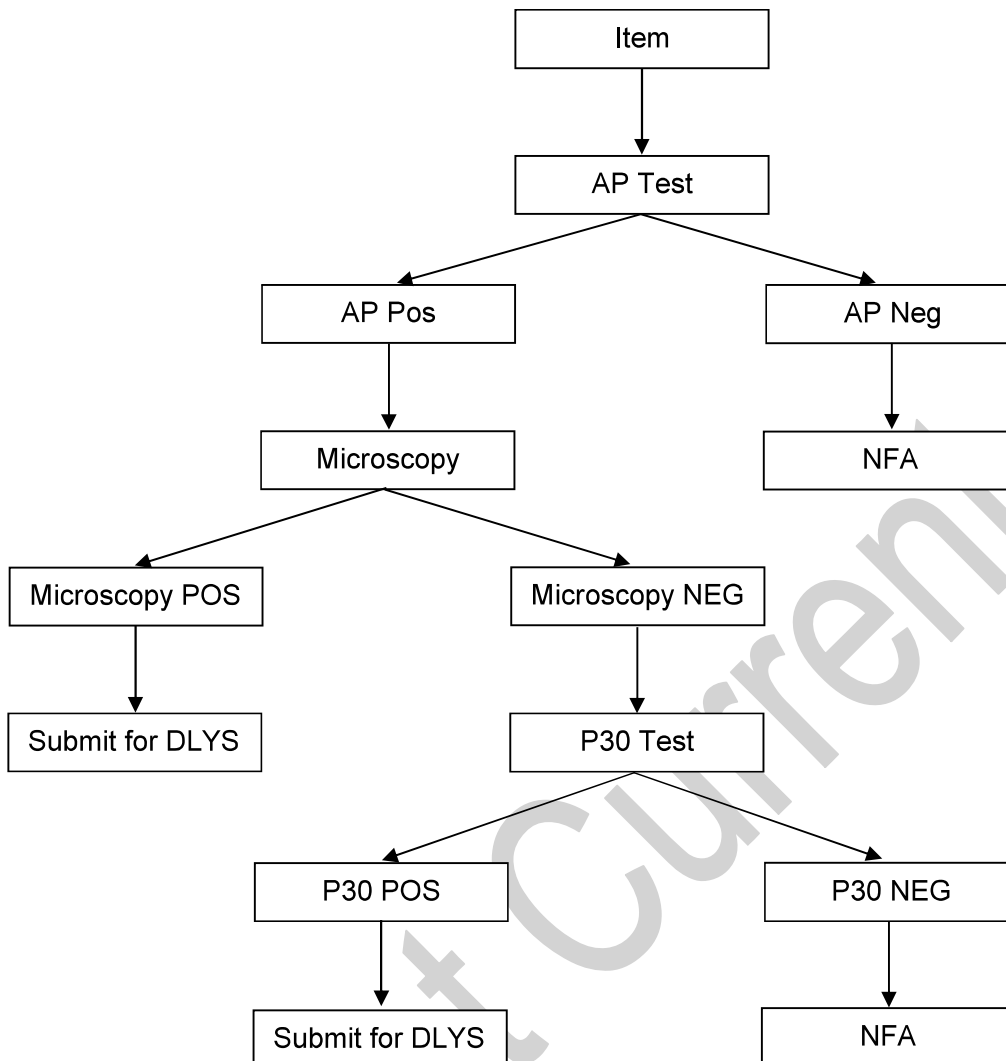 Item
AP Test
AP Pos
AP Neg
Microscopy
NFA
Microscopy POS
Microscopy NEG
Submit for DLYS
P30 Test
P30 POS
P30 NEG
Submit for DLYS
NFA